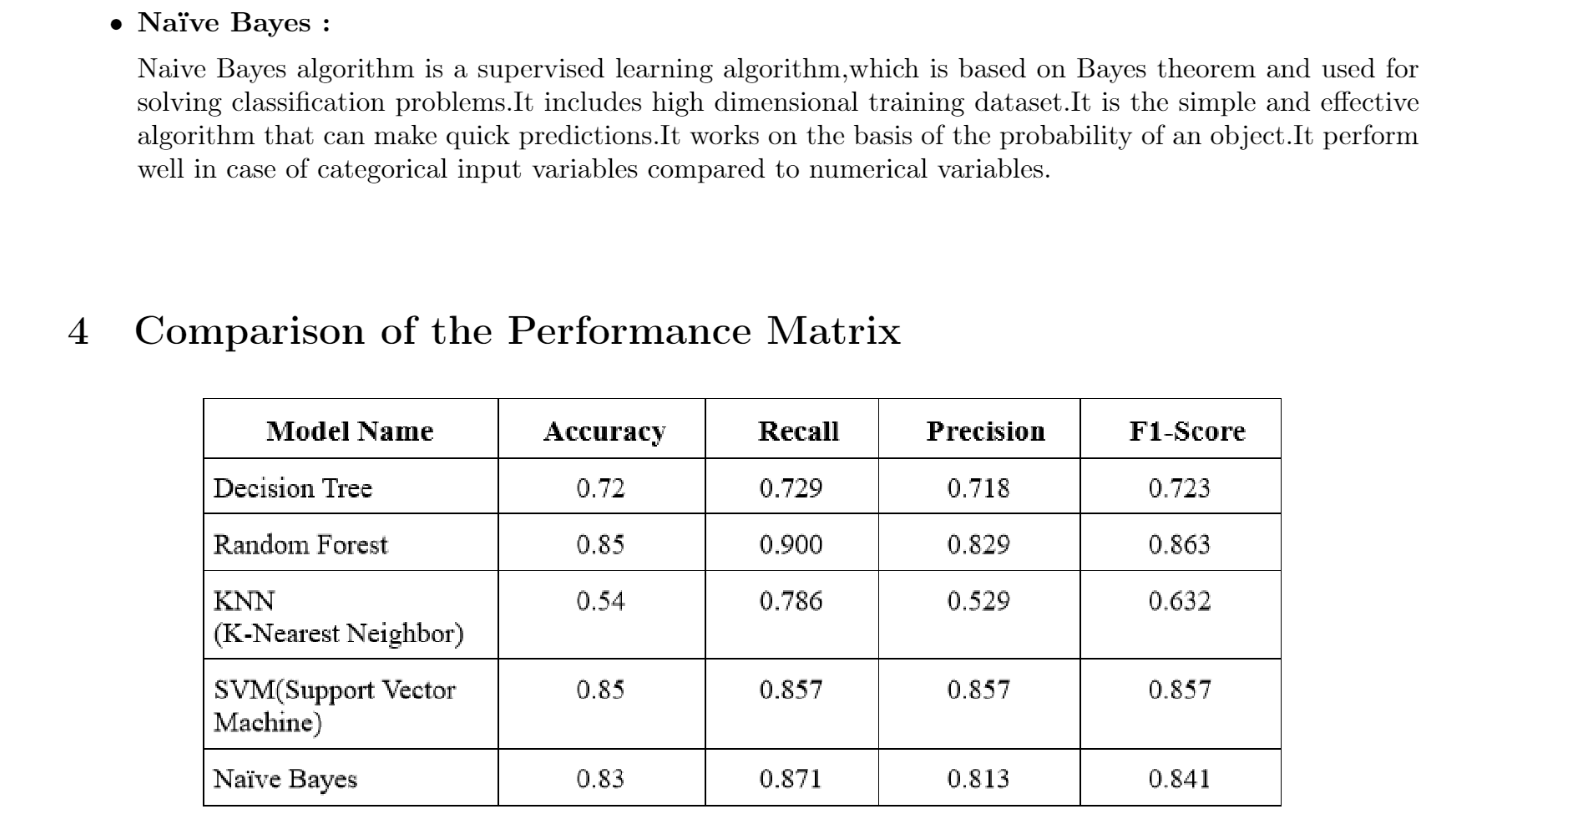 • Naïve Bayes :
Naive Bayes algorithm is a supervised learning algorithm,which is based on Bayes theorem and used for
solving classification problems.It includes high dimensional training dataset.It is the simple and effective
algorithm that can make quick predictions.It works on the basis of the probability of an object.It perform
well in case of categorical input variables compared to numerical variables.
4 Comparison of the Performance Matrix
Model Name Accuracy Recall Precision F1-Score
Decision Tree 0.72 0.729 0.718 0.723
Random Forest 0.85 0.900 0.829 0.863
KNN 0.54 0.786 0.529 0.632
(K-Nearest Neighbor)
SVM(Support Vector 0.85 0.857 0.857 0.857
Machine)
Naïve Bayes 0.83 0.871 0.813 0.841